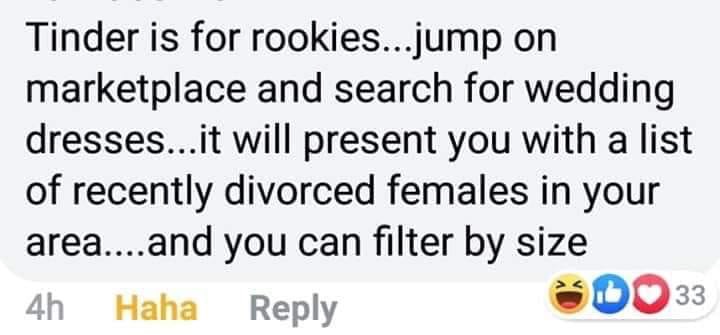 Tinder is for rookies...jump on
marketplace and search for wedding
dresses...it will present you with a list
of recently divorced females in your
area....and you can filter by size
4h Haha Reply 33